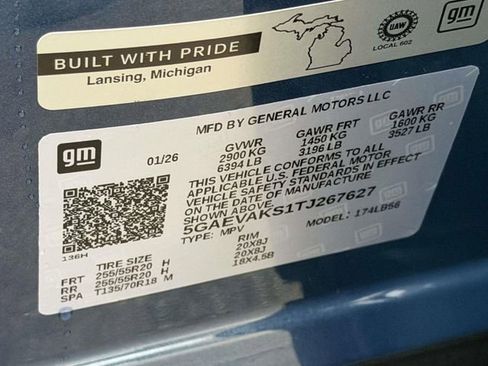 BUILT WITH PRIDE
Lansing, Michigan
UAW
LOCAL 602
gm
gm
01/26
MFD BY GENERAL MOTORS LLC
GVWR GAWR FRT GAWR RR
2900 KG 1450 KG 1600 KG
6394 LB 3196 LB 3527 LB
THIS VEHICLE CONFORMS TO ALL
APPLICABLE U.S. FEDERAL MOTOR
VEHICLE SAFETY STANDARDS IN EFFECT
ON THE DATE OF MANUFACTURE
5GAEVAKS1TJ267627
TYPE: MPV MODEL: 174LB56
136H
TIRE SIZE RIM
FRT 255/55R20 H 20X8J
RR 255/55R20 H 20X8J
SPA T135/70R18 M 18X4.5B